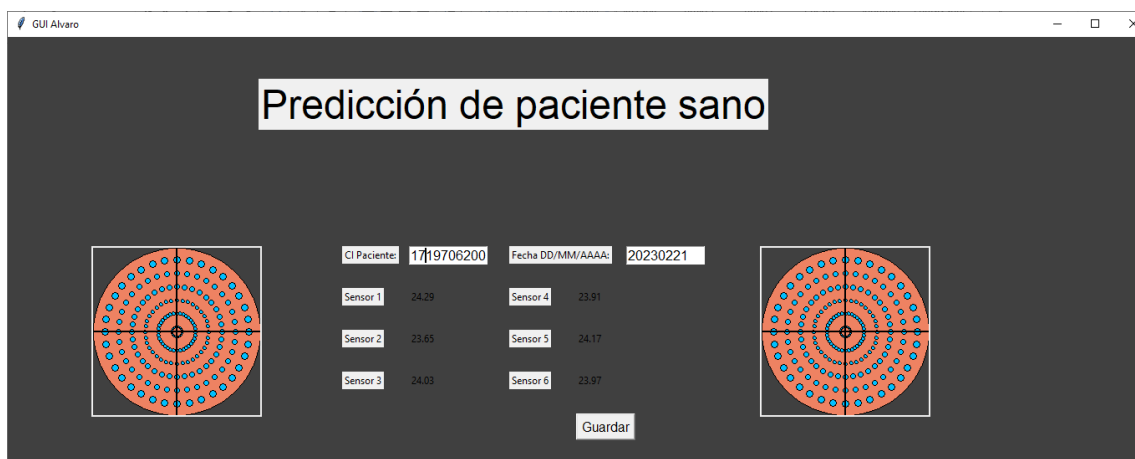 GUI Alvaro
Predicción de paciente sano
CI Paciente: 1719706200 Fecha DD/MM/AAAA: 20230221
Sensor 1 24.29 Sensor 4 23.91
Sensor 2 23.65 Sensor 5 24.17
Sensor 3 24.03 Sensor 6 23.97
Guardar